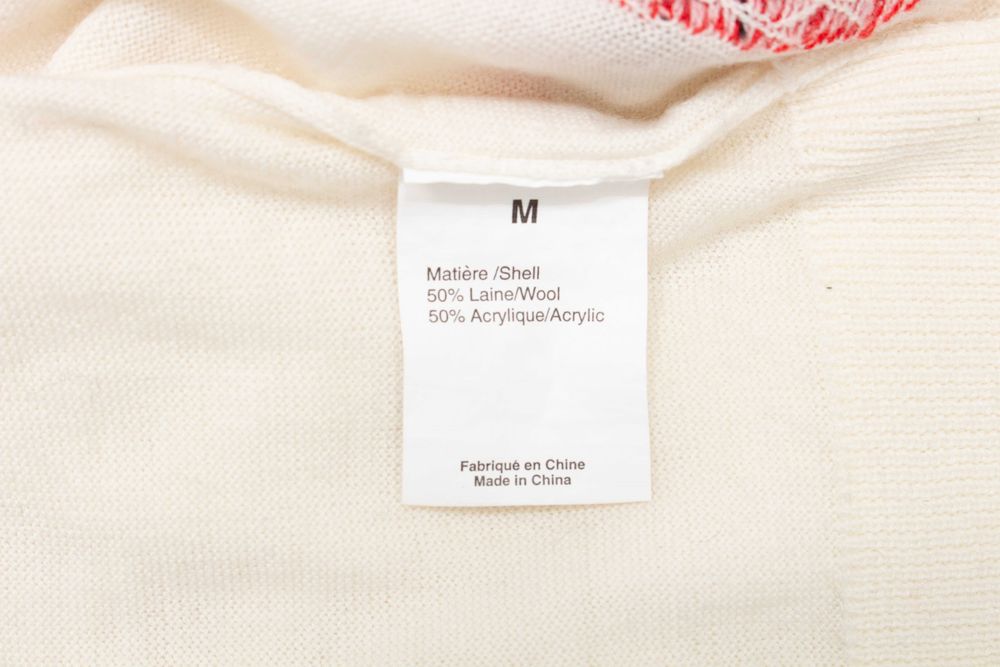 M
Matière /Shell
50% Laine/Wool
50% Acrylique/Acrylic
Fabriqué en Chine
Made in China